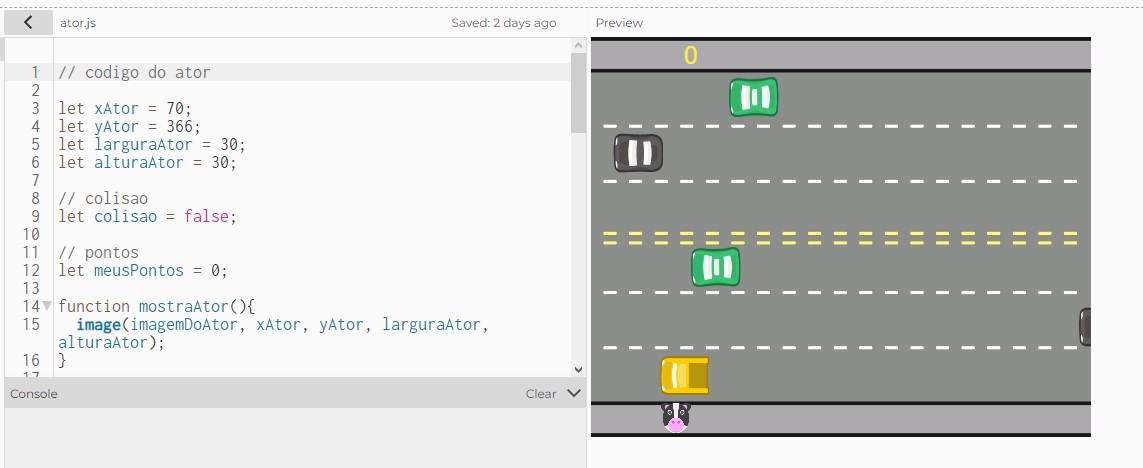 ator.js
Saved: 2 days ago
Preview
1 // codigo do ator
2
3 let xAtor = 70;
4 let yAtor = 366;
5 let larguraAtor = 30;
6 let alturaAtor = 30;
7
8 // colisao
9 let colisao = false;
10
11 // pontos
12 let meusPontos = 0;
13
14 function mostraAtor(){
15 image(imagemDoAtor, xAtor, yAtor, larguraAtor,
alturaAtor);
16 }
17
Console
Clear
0